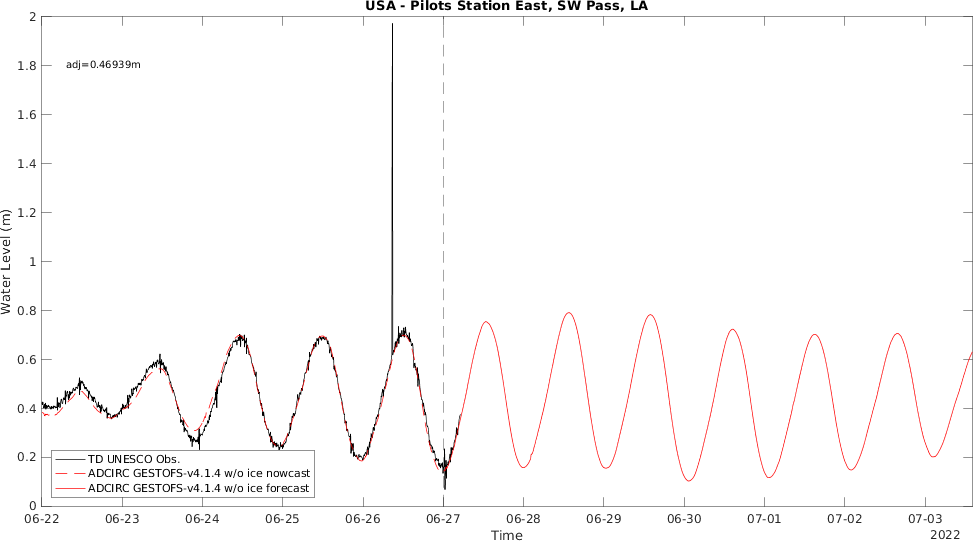 USA - Pilots Station East, SW Pass, LA
2
1.8
1.6
1.4
1.2
1
0.8
0.6
0.4
0.2
0
Water Level (m)
adj=0.46939m
TD UNESCO Obs.
ADCIRC GESTOFS-v4.1.4 w/o ice nowcast
ADCIRC GESTOFS-v4.1.4 w/o ice forecast
06-22 06-23 06-24 06-25 06-26 06-27 06-28 06-29 06-30 07-01 07-02 07-03
Time
2022